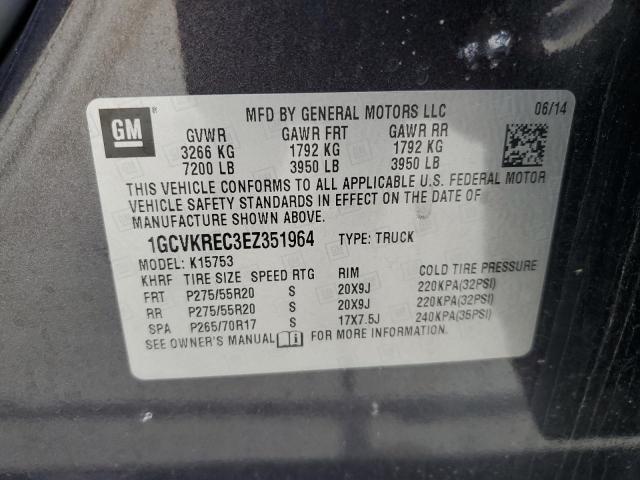 GM
MFD BY GENERAL MOTORS LLC 06/14
GVWR GAWR FRT GAWR RR
3266 KG 1792 KG 1792 KG
7200 LB 3950 LB 3950 LB
THIS VEHICLE CONFORMS TO ALL APPLICABLE U.S. FEDERAL MOTOR
VEHICLE SAFETY STANDARDS IN EFFECT ON THE DATE OF
MANUFACTURE SHOWN ABOVE.
1GCVKREC3EZ351964 TYPE: TRUCK
MODEL: K15753
KHRF TIRE SIZE SPEED RTG RIM COLD TIRE PRESSURE
FRT P275/55R20 S 20X9J 220KPA(32PSI)
RR P275/55R20 S 20X9J 220KPA(32PSI)
SPA P265/70R17 S 17X7.5J 240KPA(35PSI)
SEE OWNER'S MANUAL FOR MORE INFORMATION.